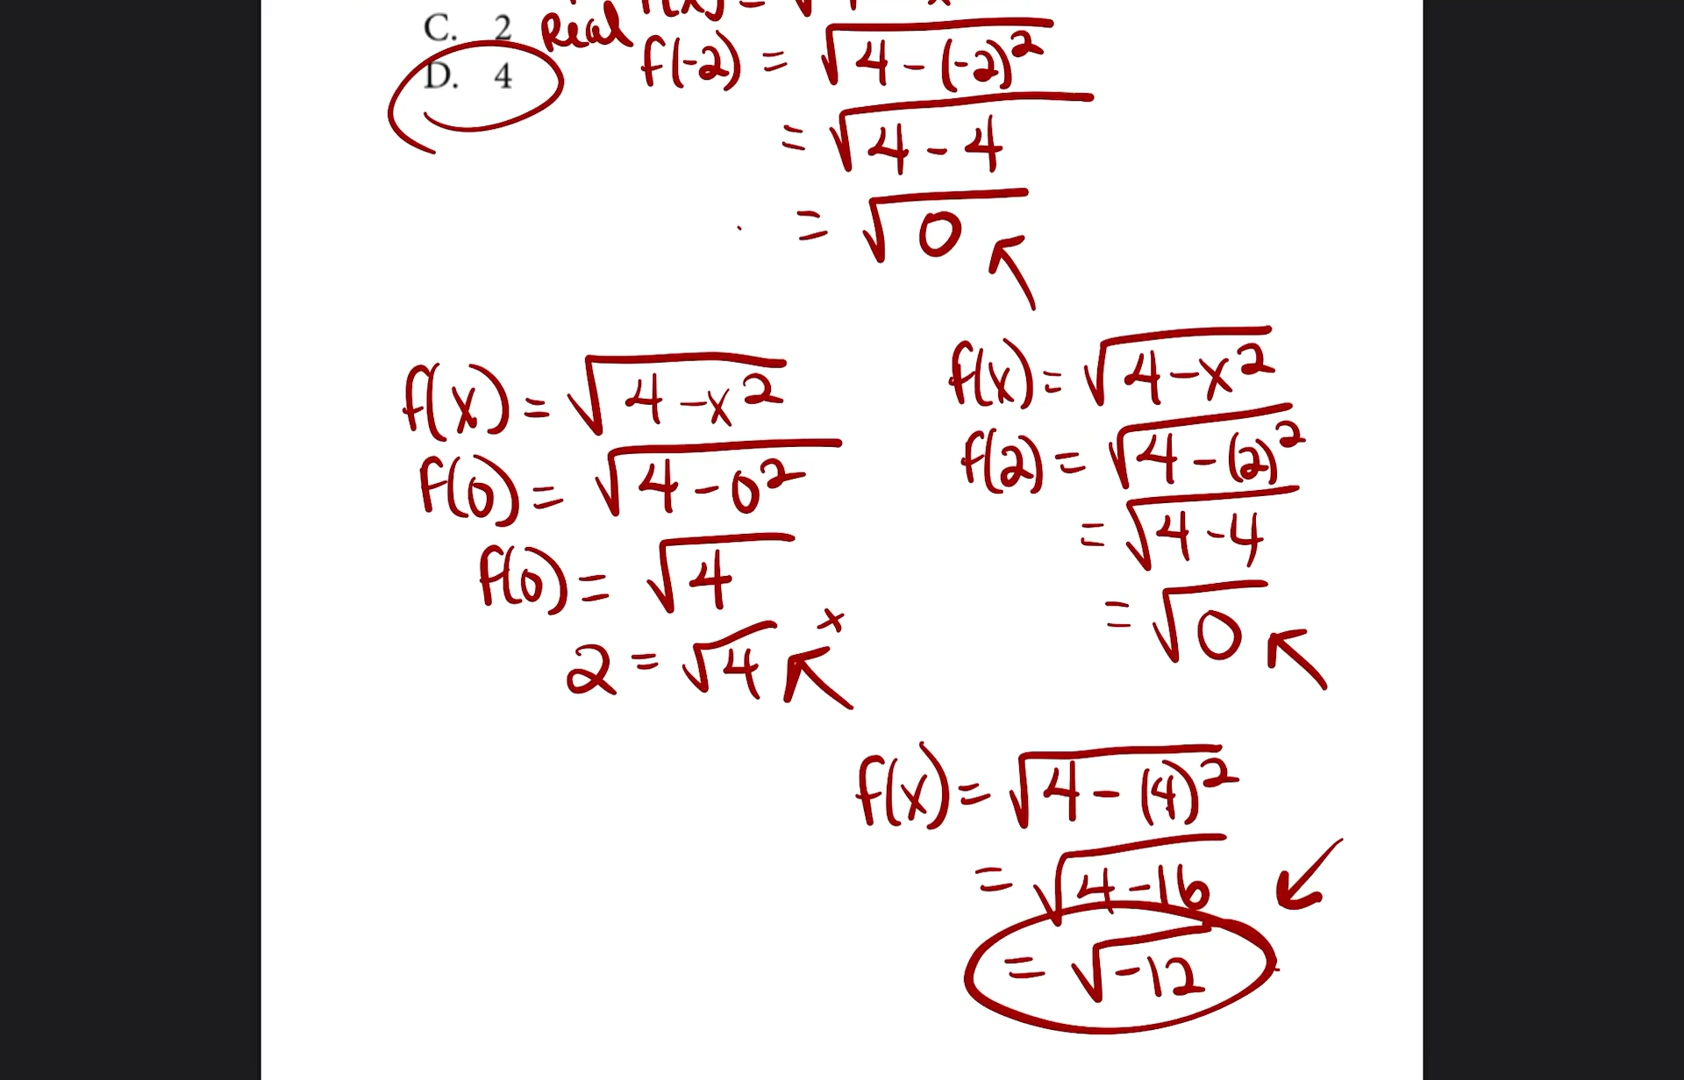 C. 2 Real f(x) = √
D. 4
f(-2) = √4-(-2)²
= √4-4
= √0
f(x) = √4-x²
f(0) = √4-0²
f(0) = √4
2 = √4
x
f(x) = √4-x²
f(2) = √4-(2)²
= √4-4
= √0
f(x) = √4-(4)²
= √4-16
= √-12